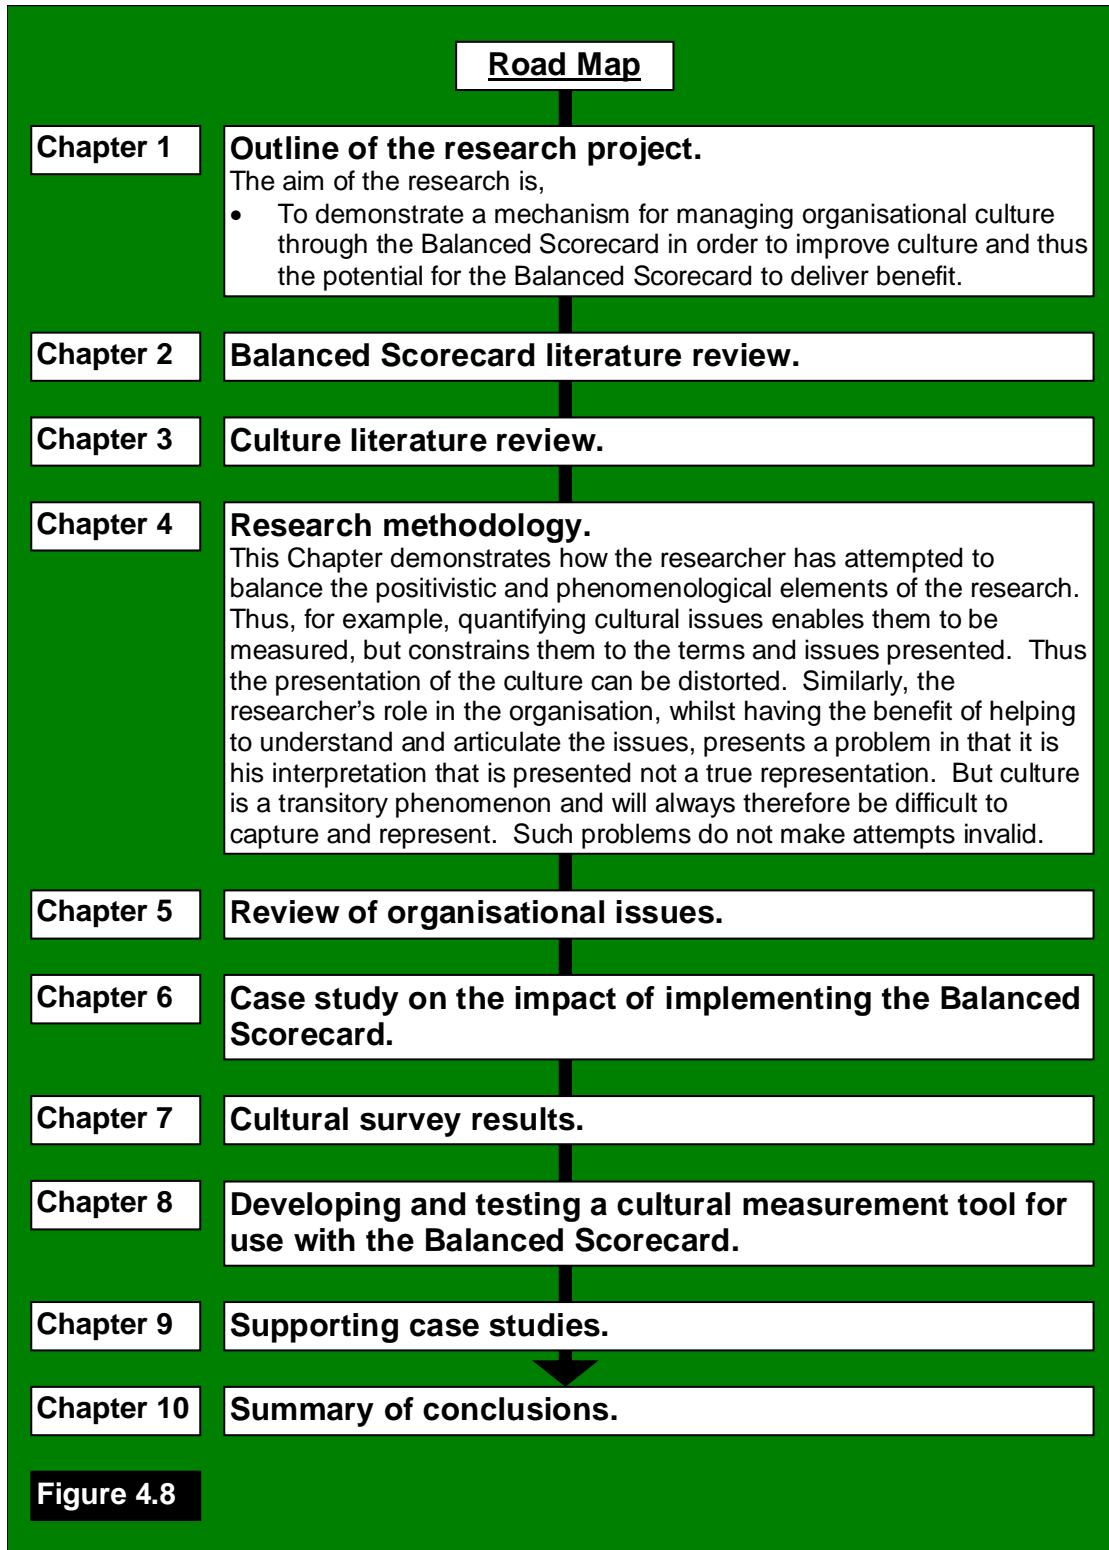 Road Map
Chapter 1
Outline of the research project.
The aim of the research is,
• To demonstrate a mechanism for managing organisational culture
through the Balanced Scorecard in order to improve culture and thus
the potential for the Balanced Scorecard to deliver benefit.
Chapter 2
Balanced Scorecard literature review.
Chapter 3
Culture literature review.
Chapter 4
Research methodology.
This Chapter demonstrates how the researcher has attempted to
balance the positivistic and phenomenological elements of the research.
Thus, for example, quantifying cultural issues enables them to be
measured, but constrains them to the terms and issues presented.  Thus
the presentation of the culture can be distorted.  Similarly, the
researcher's role in the organisation, whilst having the benefit of helping
to understand and articulate the issues, presents a problem in that it is
his interpretation that is presented not a true representation.  But culture
is a transitory phenomenon and will always therefore be difficult to
capture and represent.  Such problems do not make attempts invalid.
Chapter 5
Review of organisational issues.
Chapter 6
Case study on the impact of implementing the Balanced
Scorecard.
Chapter 7
Cultural survey results.
Chapter 8
Developing and testing a cultural measurement tool for
use with the Balanced Scorecard.
Chapter 9
Supporting case studies.
Chapter 10
Summary of conclusions.
Figure 4.8